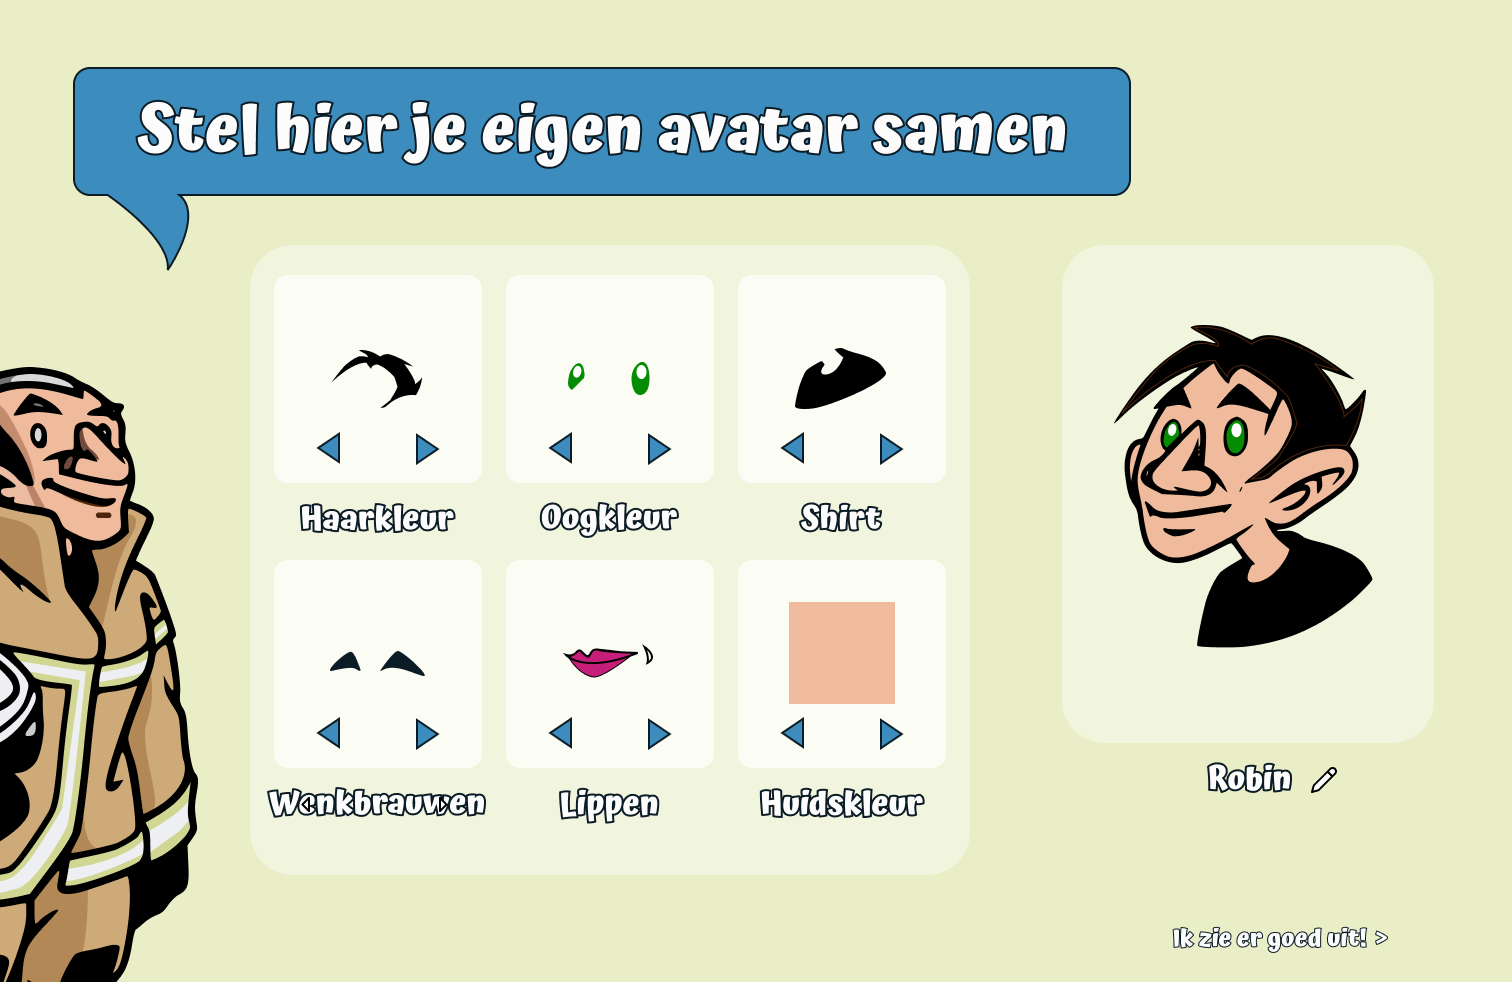 Stel hier je eigen avatar samen
Haarkleur
Oogkleur
Shirt
Wenkbrauwen
Lippen
Huidskleur
Robin
Ik zie er goed uit! >